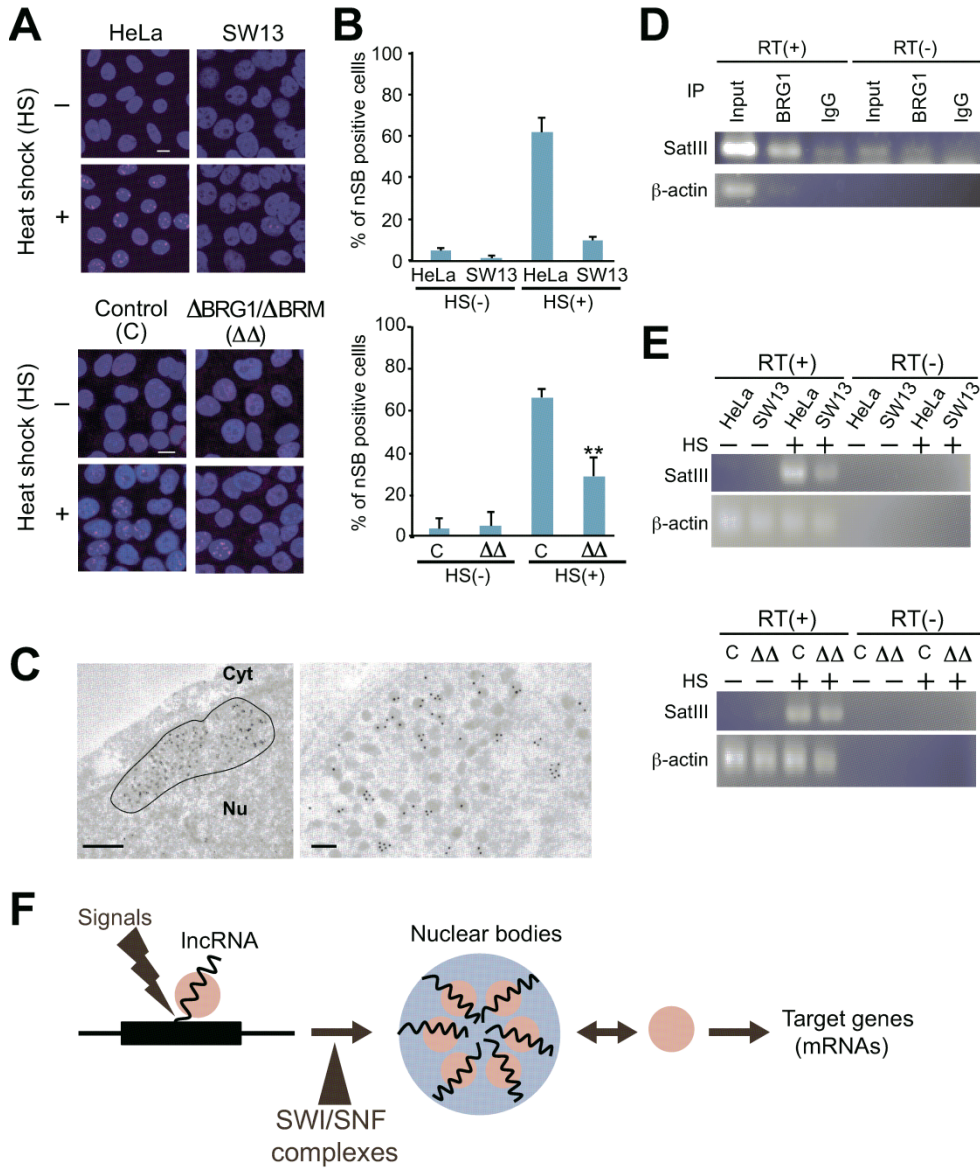 A
HeLa SW13
Heat shock (HS)
–
+
Control
(C)
ΔBRG1/ΔBRM
(ΔΔ)
Heat shock (HS)
–
+
B
% of nSB positive cellls
100
80
60
40
20
0
HeLa SW13 HeLa SW13
HS(-) HS(+)
% of nSB positive cellls
100
80
60
40
20
0
**
C ΔΔ C ΔΔ
HS(-) HS(+)
C
Cyt
Nu
D
RT(+) RT(-)
IP Input BRG1 IgG Input BRG1 IgG
SatIII
β-actin
E
RT(+) RT(-)
HeLa SW13 HeLa SW13 HeLa SW13 HeLa SW13
HS – – + + – – + +
SatIII
β-actin
RT(+) RT(-)
C ΔΔ C ΔΔ C ΔΔ C ΔΔ
HS – – + + – – + +
SatIII
β-actin
F
Signals
lncRNA
Nuclear bodies
SWI/SNF
complexes
Target genes
(mRNAs)